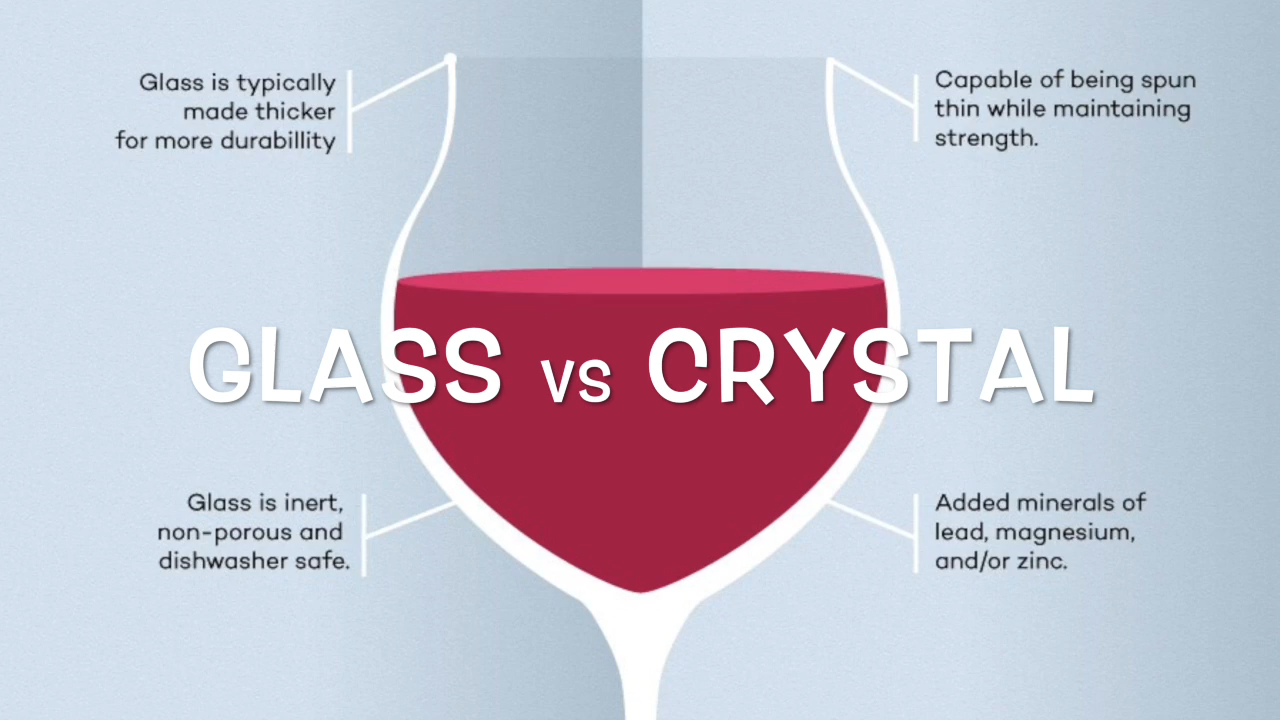 Glass is typically
made thicker
for more durabillity
Capable of being spun
thin while maintaining
strength.
GLASS VS CRYSTAL
Glass is inert,
non-porous and
dishwasher safe.
Added minerals of
lead, magnesium,
and/or zinc.